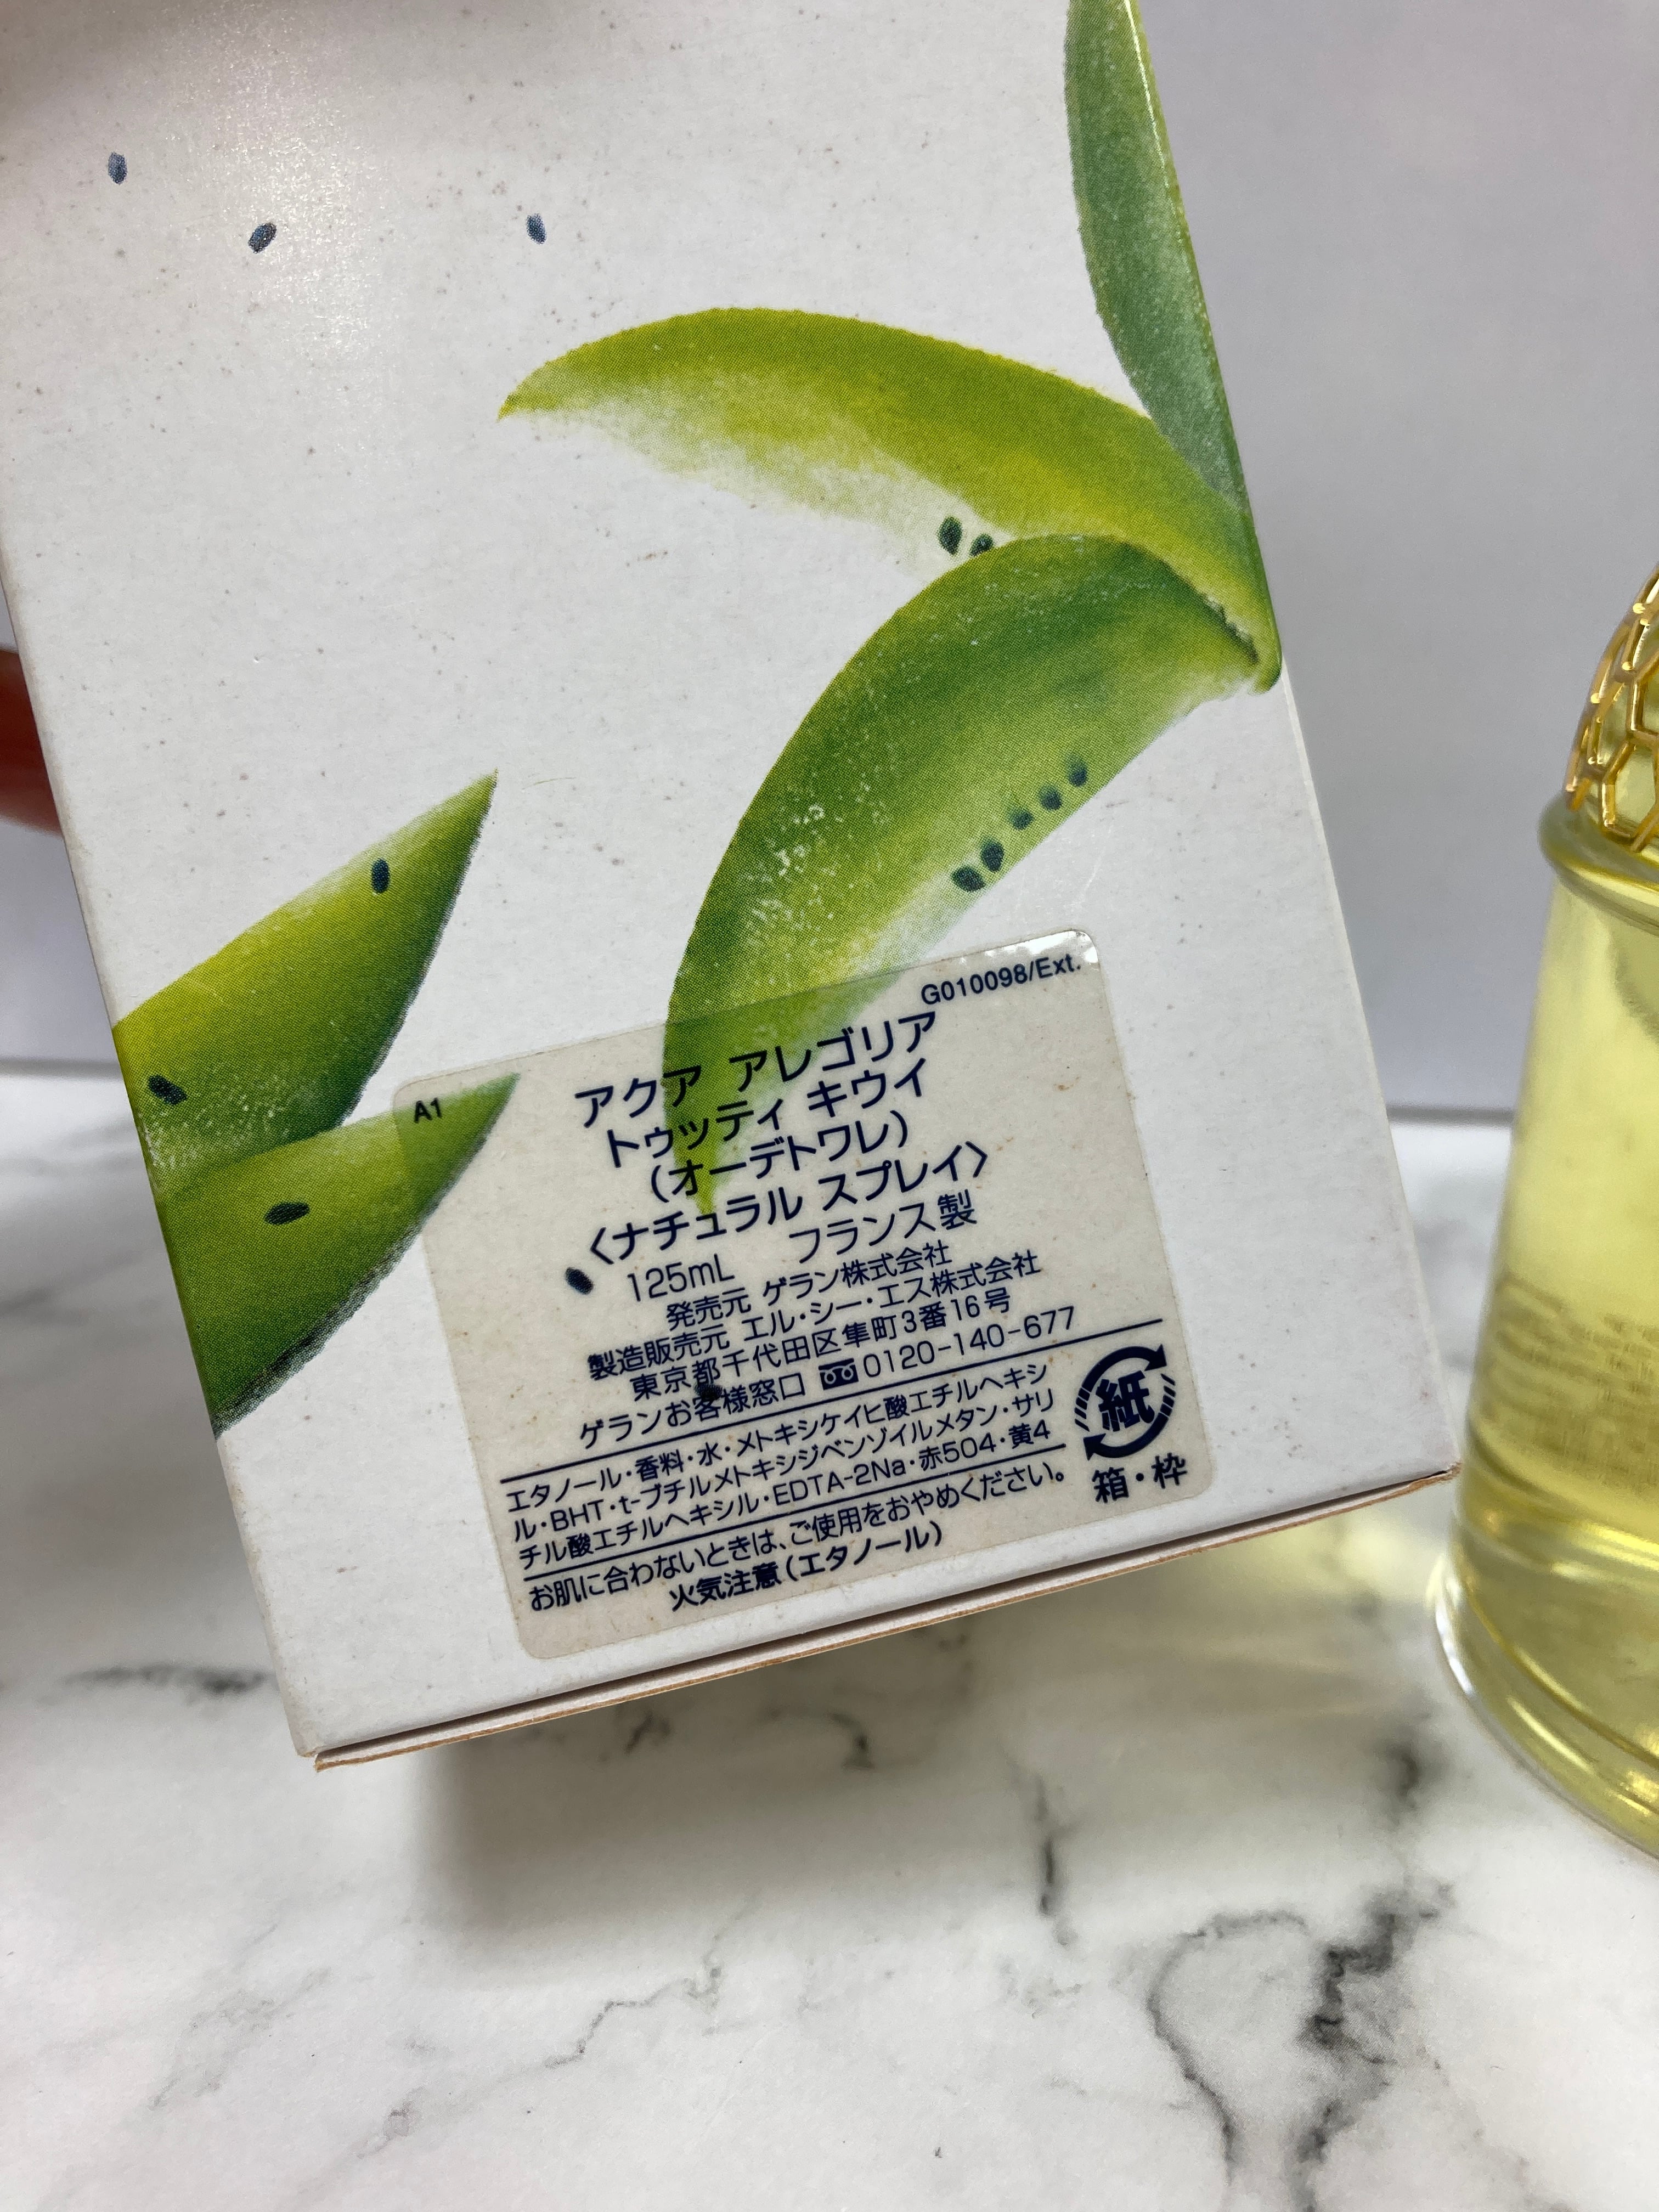 G010098/Ext.
A1
アクア アレゴリア
トゥッティ キウイ
(オーデトワレ)
〈ナチュラル スプレイ〉
125mL フランス製
発売元 ゲラン株式会社
製造販売元 エル・シー・エス株式会社
東京都千代田区隼町3番16号
ゲランお客様窓口 0120-140-677
エタノール・香料・水・メトキシケイヒ酸エチルヘキシ
ル・BHT・t-ブチルメトキシジベンゾイルメタン・サリ
チル酸エチルヘキシル・EDTA-2Na・赤504・黄4
お肌に合わないときは、ご使用をおやめください。
火気注意(エタノール)
紙
箱・枠